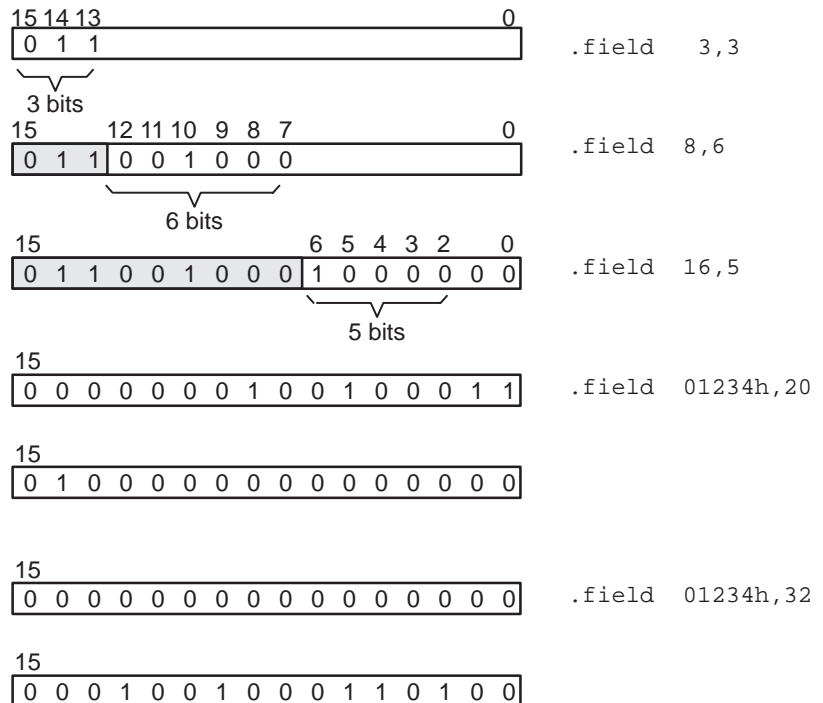 15 14 13 0
0 1 1 .field 3,3
3 bits
15 12 11 10 9 8 7 0
0 1 1 0 0 1 0 0 0 .field 8,6
6 bits
15 6 5 4 3 2 0
0 1 1 0 0 1 0 0 0 1 0 0 0 0 0 0 .field 16,5
5 bits
15
0 0 0 0 0 0 0 1 0 0 1 0 0 0 1 1 .field 01234h,20
15
0 1 0 0 0 0 0 0 0 0 0 0 0 0 0 0
15
0 0 0 0 0 0 0 0 0 0 0 0 0 0 0 0 .field 01234h,32
15
0 0 0 1 0 0 1 0 0 0 1 1 0 1 0 0